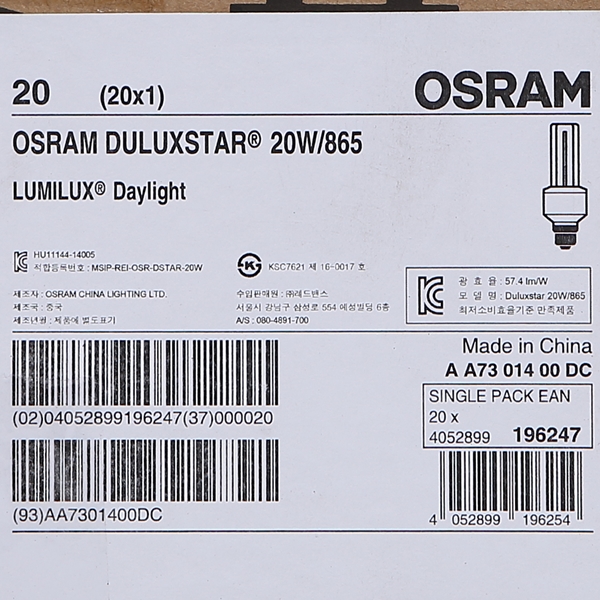 20 (20x1) OSRAM
OSRAM DULUXSTAR® 20W/865
LUMILUX® Daylight
HU11144-14005
적합등록번호 : MSIP-REI-OSR-DSTAR-20W
KSC7621 제 16-0017 호
제조자 : OSRAM CHINA LIGHTING LTD.
제조국 : 중국
제조년월 : 제품에 별도표기
수입판매원 : ㈜레드밴스
서울시 강남구 삼성로 554 예성빌딩 6층
A/S : 080-4891-700
광 효 율 : 57.4 lm/W
모 델 명 : Duluxstar 20W/865
최저소비효율기준 만족제품
Made in China
A A73 014 00 DC
(02)04052899196247(37)000020
SINGLE PACK EAN
20 x
4052899 196247
(93)AA7301400DC
4 052899 196254